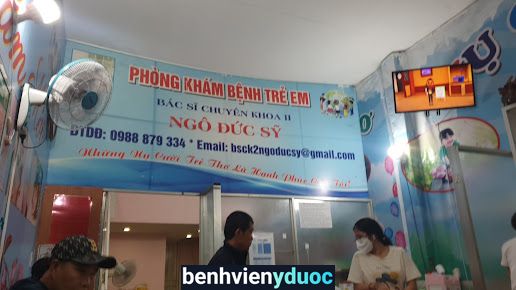 PHÒNG KHÁM BỆNH TRẺ EM
BÁC SĨ CHUYÊN KHOA II
NGÔ ĐỨC SỸ
ĐTDĐ: 0988 879 334 * Email: bsck2ngoducsy@gmail.com
Những Nụ Cười Trẻ Thơ Là Hạnh Phúc
benhvienyduoc